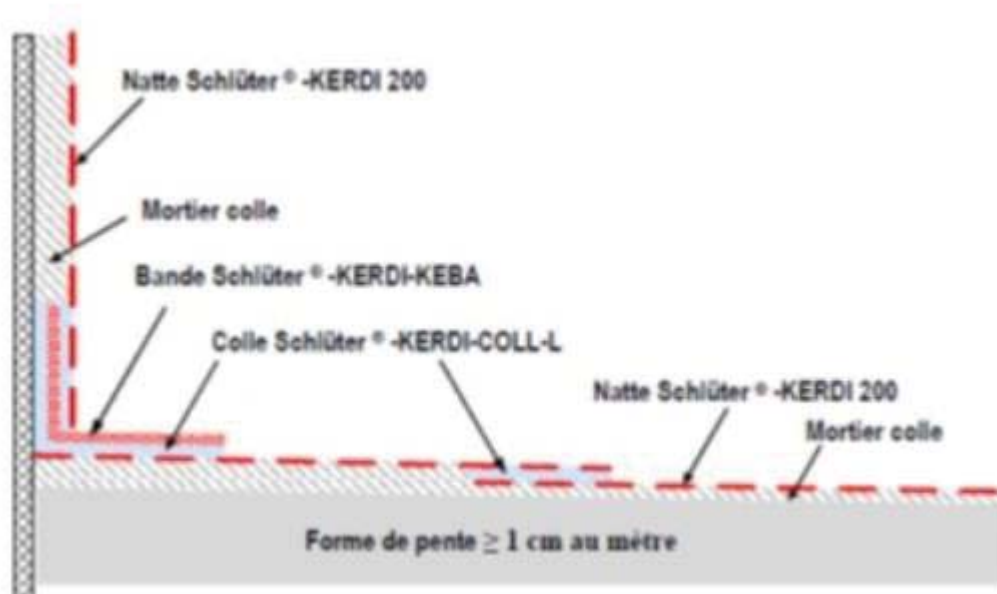 Natte Schlüter ® -KERDI 200
Mortier colle
Bande Schlüter ® -KERDI-KEBA
Colle Schlüter ® -KERDI-COLL-L
Natte Schlüter ® -KERDI 200
Mortier colle
Forme de pente ≥ 1 cm au mètre